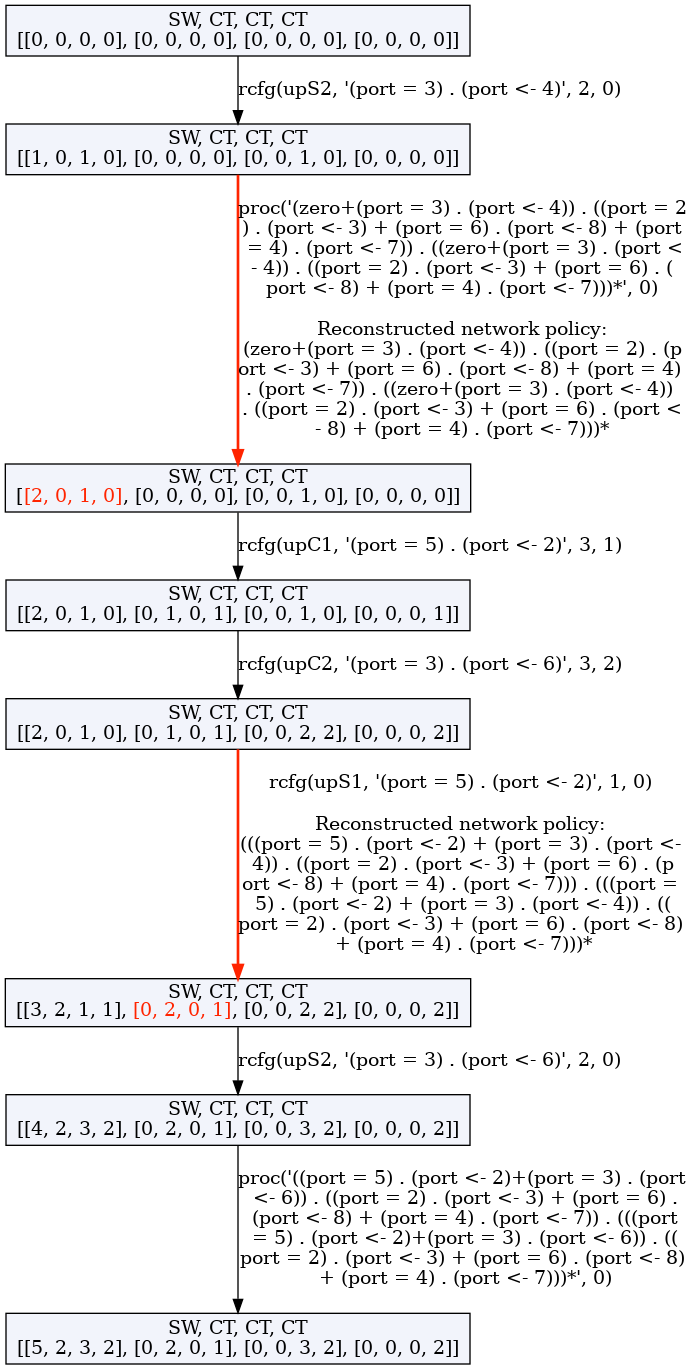 SW, CT, CT, CT
[[0, 0, 0, 0], [0, 0, 0, 0], [0, 0, 0, 0], [0, 0, 0, 0]]
rcfg(upS2, '(port = 3) . (port <- 4)', 2, 0)
SW, CT, CT, CT
[[1, 0, 1, 0], [0, 0, 0, 0], [0, 0, 1, 0], [0, 0, 0, 0]]
proc('(zero+(port = 3) . (port <- 4)) . ((port = 2
) . (port <- 3) + (port = 6) . (port <- 8) + (port
= 4) . (port <- 7)) . ((zero+(port = 3) . (port <
- 4)) . ((port = 2) . (port <- 3) + (port = 6) . (
port <- 8) + (port = 4) . (port <- 7)))*', 0)
Reconstructed network policy:
(zero+(port = 3) . (port <- 4)) . ((port = 2) . (p
ort <- 3) + (port = 6) . (port <- 8) + (port = 4)
. (port <- 7)) . ((zero+(port = 3) . (port <- 4))
. ((port = 2) . (port <- 3) + (port = 6) . (port <
- 8) + (port = 4) . (port <- 7)))*
SW, CT, CT, CT
[[2, 0, 1, 0], [0, 0, 0, 0], [0, 0, 1, 0], [0, 0, 0, 0]]
rcfg(upC1, '(port = 5) . (port <- 2)', 3, 1)
SW, CT, CT, CT
[[2, 0, 1, 0], [0, 1, 0, 1], [0, 0, 1, 0], [0, 0, 0, 1]]
rcfg(upC2, '(port = 3) . (port <- 6)', 3, 2)
SW, CT, CT, CT
[[2, 0, 1, 0], [0, 1, 0, 1], [0, 0, 2, 2], [0, 0, 0, 2]]
rcfg(upS1, '(port = 5) . (port <- 2)', 1, 0)
Reconstructed network policy:
(((port = 5) . (port <- 2) + (port = 3) . (port <-
4)) . ((port = 2) . (port <- 3) + (port = 6) . (p
ort <- 8) + (port = 4) . (port <- 7))) . (((port =
5) . (port <- 2) + (port = 3) . (port <- 4)) . ((
port = 2) . (port <- 3) + (port = 6) . (port <- 8)
+ (port = 4) . (port <- 7)))*
SW, CT, CT, CT
[[3, 2, 1, 1], [0, 2, 0, 1], [0, 0, 2, 2], [0, 0, 0, 2]]
rcfg(upS2, '(port = 3) . (port <- 6)', 2, 0)
SW, CT, CT, CT
[[4, 2, 3, 2], [0, 2, 0, 1], [0, 0, 3, 2], [0, 0, 0, 2]]
proc('((port = 5) . (port <- 2)+(port = 3) . (port
<- 6)) . ((port = 2) . (port <- 3) + (port = 6) .
(port <- 8) + (port = 4) . (port <- 7)) . (((port
= 5) . (port <- 2)+(port = 3) . (port <- 6)) . ((
port = 2) . (port <- 3) + (port = 6) . (port <- 8)
+ (port = 4) . (port <- 7)))*', 0)
SW, CT, CT, CT
[[5, 2, 3, 2], [0, 2, 0, 1], [0, 0, 3, 2], [0, 0, 0, 2]]